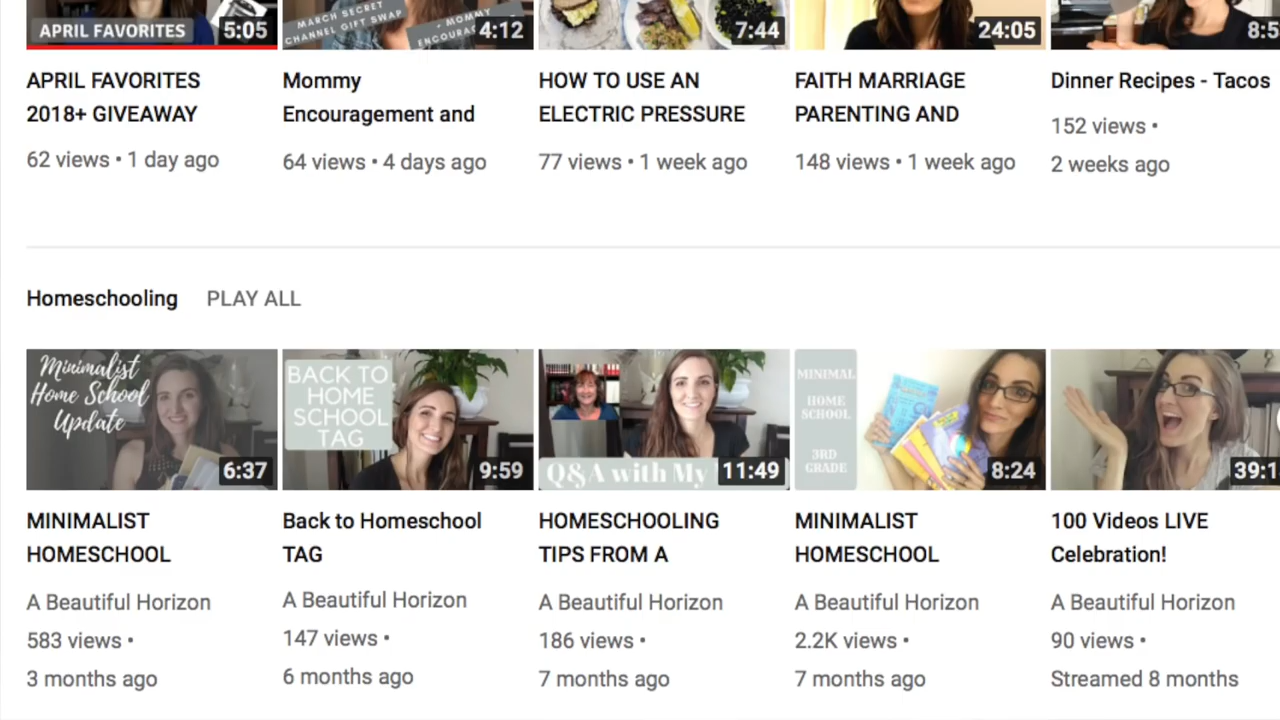 APRIL FAVORITES
5:05
MARCH SECRET
CHANNEL GIFT SWAP
+ MOMMY
4:12
7:44
24:05
APRIL FAVORITES
2018+ GIVEAWAY
62 views • 1 day ago
Mommy
Encouragement and
64 views • 4 days ago
HOW TO USE AN
ELECTRIC PRESSURE
77 views • 1 week ago
FAITH MARRIAGE
PARENTING AND
148 views • 1 week ago
Dinner Recipes - Tacos
152 views •
2 weeks ago
Homeschooling PLAY ALL
Minimalist
Home School
Update
6:37
BACK TO
HOME
SCHOOL
TAG
9:59
Q&A with My
11:49
MINIMAL
HOME
SCHOOL
3RD
GRADE
8:24
MINIMALIST
HOMESCHOOL
A Beautiful Horizon
583 views •
3 months ago
Back to Homeschool
TAG
A Beautiful Horizon
147 views •
6 months ago
HOMESCHOOLING
TIPS FROM A
A Beautiful Horizon
186 views •
7 months ago
MINIMALIST
HOMESCHOOL
A Beautiful Horizon
2.2K views •
7 months ago
100 Videos LIVE
Celebration!
A Beautiful Horizon
90 views •
Streamed 8 months